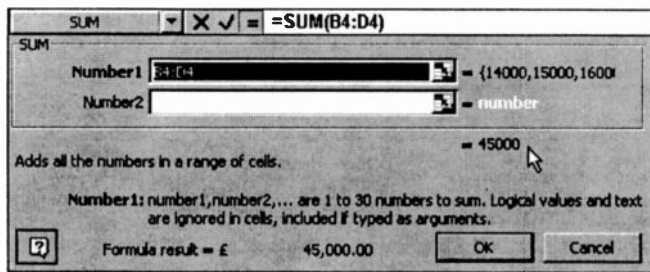 SUM =SUM(B4:D4)
SUM
Number1 B4:D4 = {14000,15000,1600
Number2 = number
= 45000
Adds all the numbers in a range of cells.
Number1: number1,number2,... are 1 to 30 numbers to sum. Logical values and text
are ignored in cells, included if typed as arguments.
Formula result = £ 45,000.00 OK Cancel